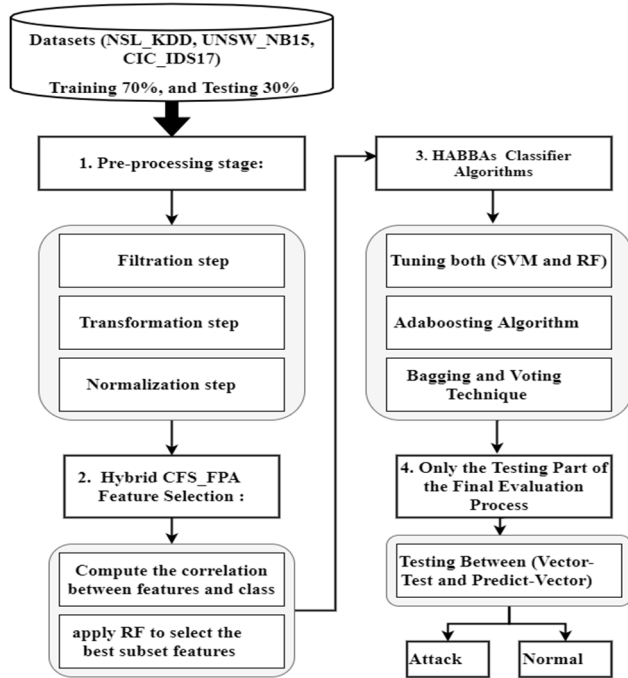 Datasets (NSL_KDD, UNSW_NB15,
CIC_IDS17)
Training 70%, and Testing 30%
1. Pre-processing stage:
Filtration step
Transformation step
Normalization step
2. Hybrid CFS_FPA
Feature Selection :
Compute the correlation
between features and class
apply RF to select the
best subset features
3. HABBAs Classifier
Algorithms
Tuning both (SVM and RF)
Adaboosting Algorithm
Bagging and Voting
Technique
4. Only the Testing Part of
the Final Evaluation
Process
Testing Between (Vector-
Test and Predict-Vector)
Attack
Normal